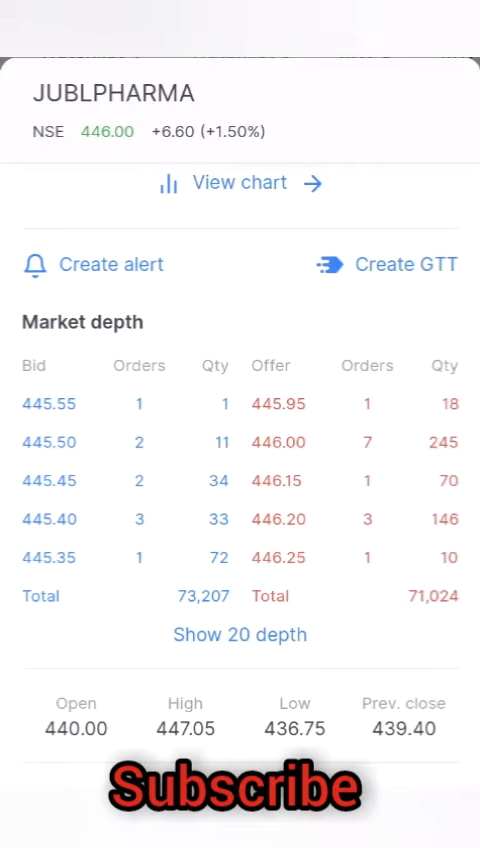 JUBLPHARMA
NSE 446.00 +6.60 (+1.50%)
View chart
Create alert Create GTT
Market depth
Bid Orders Qty Offer Orders Qty
445.55 1 1 445.95 1 18
445.50 2 11 446.00 7 245
445.45 2 34 446.15 1 70
445.40 3 33 446.20 3 146
445.35 1 72 446.25 1 10
Total 73,207 Total 71,024
Show 20 depth
Open High Low Prev. close
440.00 447.05 436.75 439.40
Subscribe